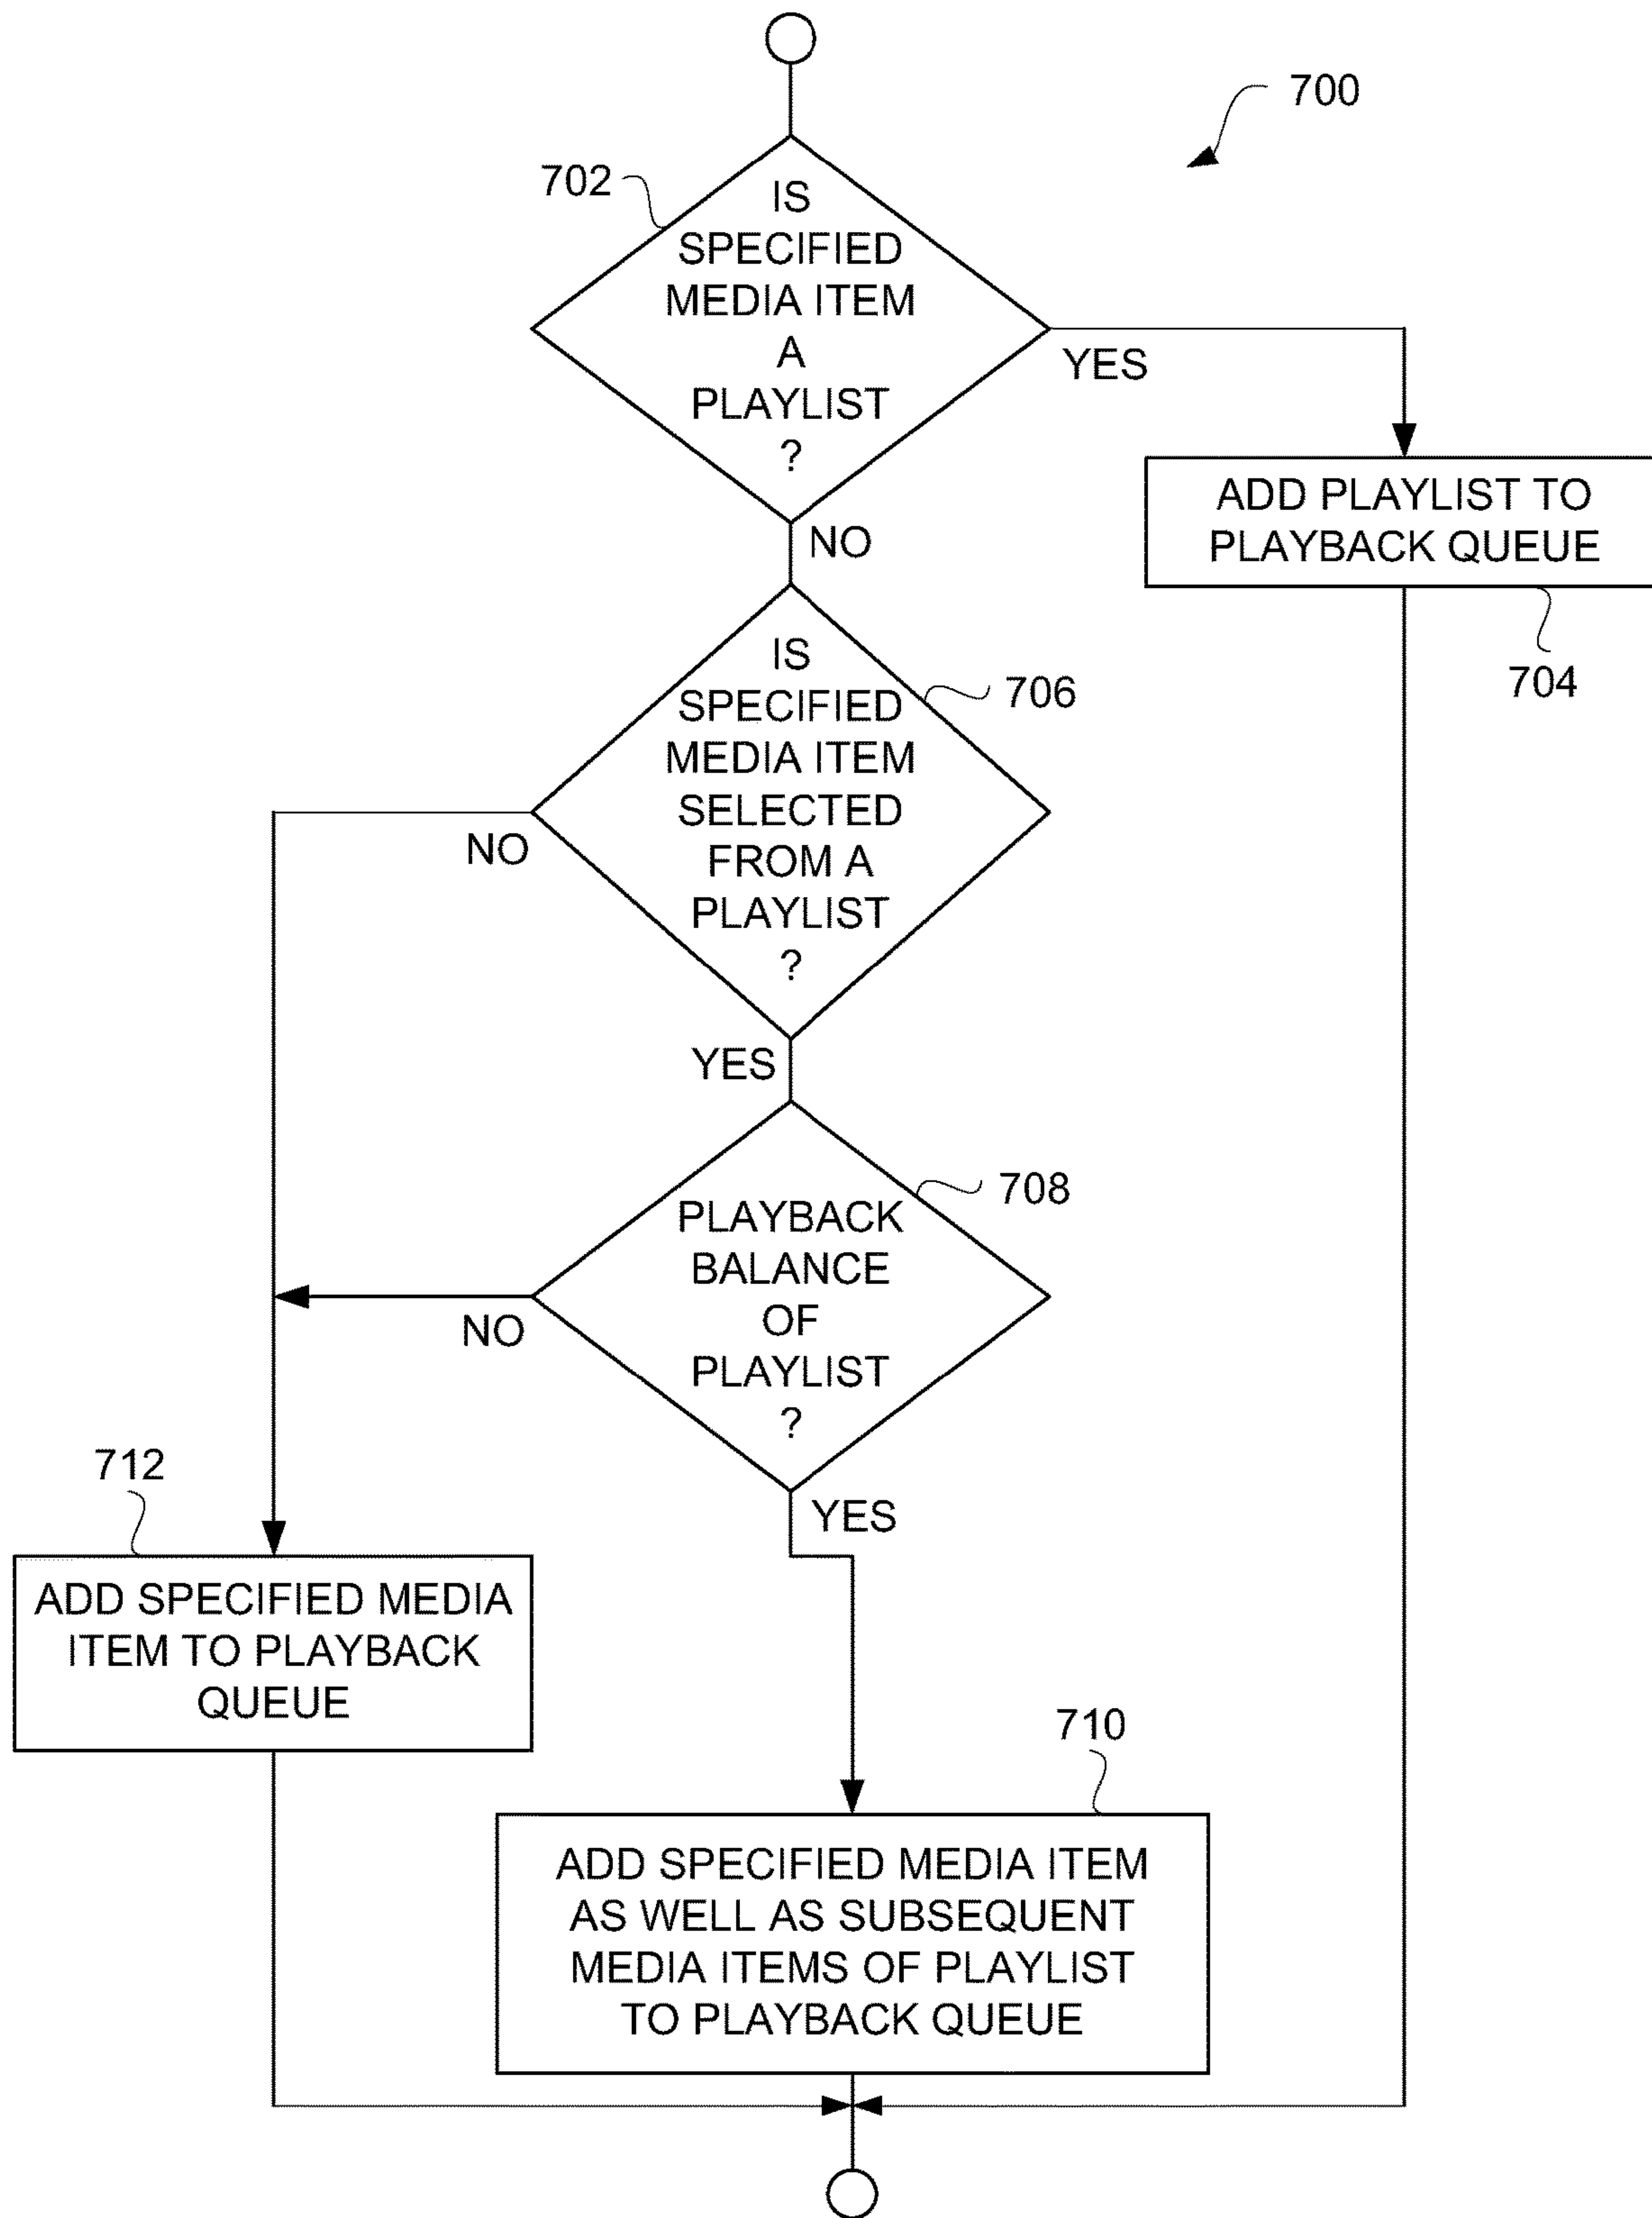 700
702
IS
SPECIFIED
MEDIA ITEM
A
PLAYLIST
?
YES
NO
ADD PLAYLIST TO
PLAYBACK QUEUE
704
IS
SPECIFIED
MEDIA ITEM
SELECTED
FROM A
PLAYLIST
?
706
NO
YES
PLAYBACK
BALANCE
OF
PLAYLIST
?
708
NO
YES
712
ADD SPECIFIED MEDIA
ITEM TO PLAYBACK
QUEUE
710
ADD SPECIFIED MEDIA ITEM
AS WELL AS SUBSEQUENT
MEDIA ITEMS OF PLAYLIST
TO PLAYBACK QUEUE